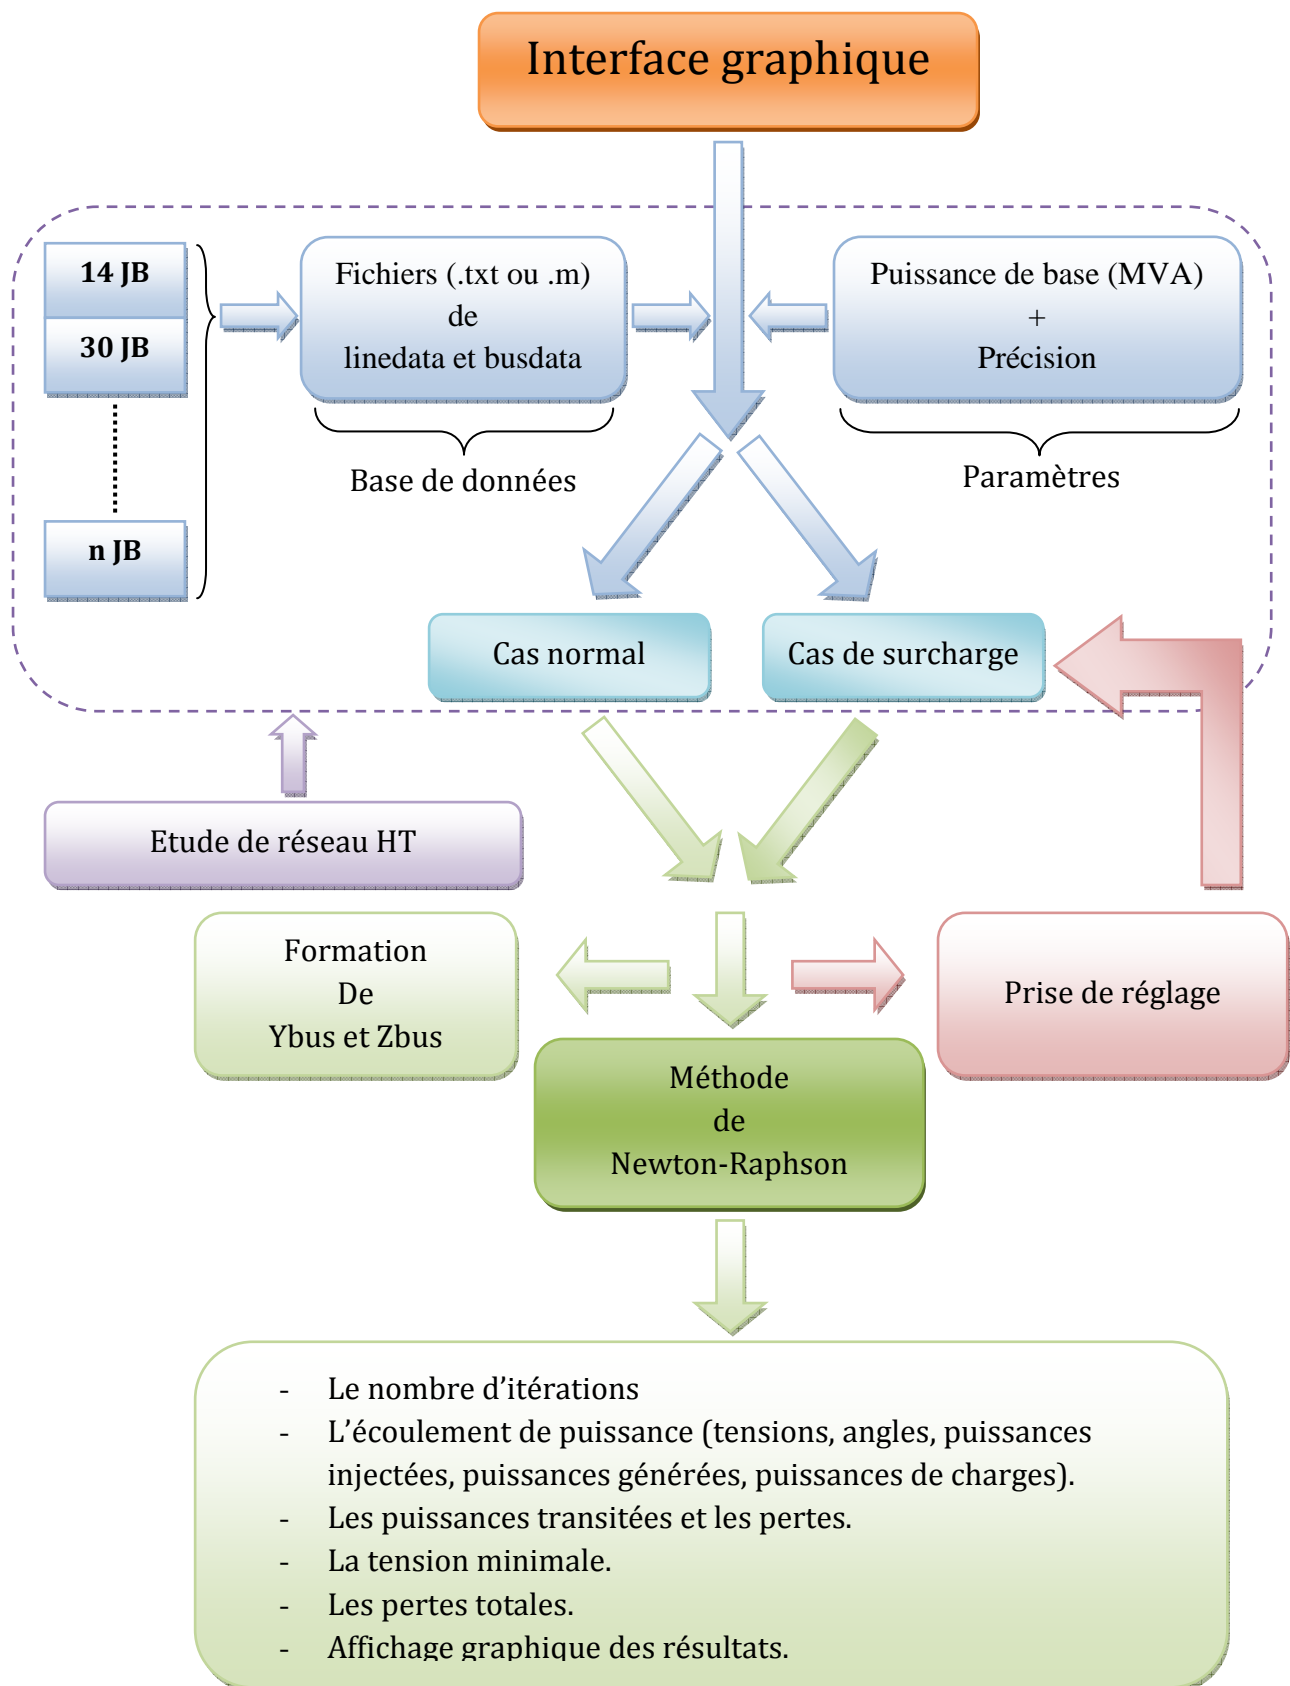 Interface graphique
14 JB
30 JB
n JB
Fichiers (.txt ou .m)
de
linedata et busdata
Base de données
Puissance de base (MVA)
+
Précision
Paramètres
Cas normal
Cas de surcharge
Etude de réseau HT
Formation
De
Ybus et Zbus
Prise de réglage
Méthode
de
Newton-Raphson
- Le nombre d’itérations
- L’écoulement de puissance (tensions, angles, puissances
injectées, puissances générées, puissances de charges).
- Les puissances transitées et les pertes.
- La tension minimale.
- Les pertes totales.
- Affichage graphique des résultats.